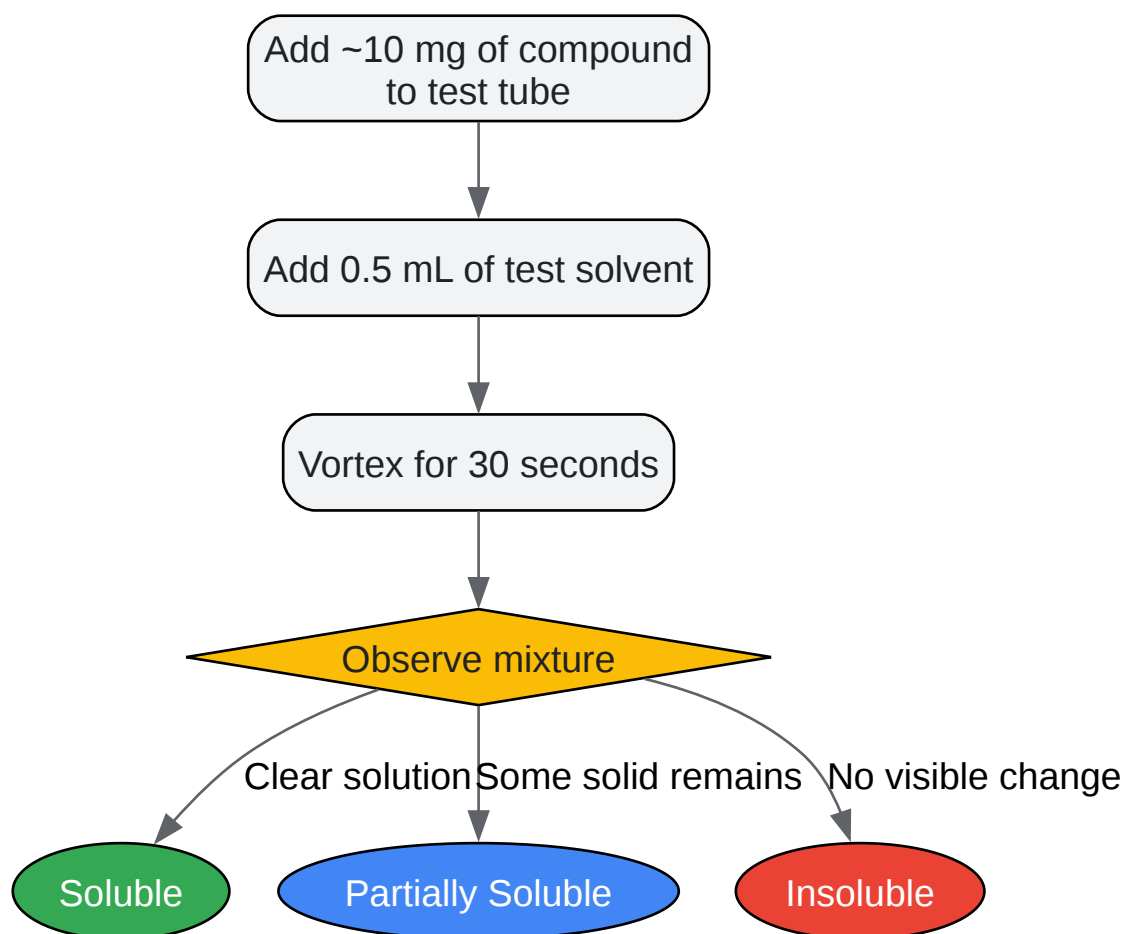 Add ~10 mg of compound
to test tube
Add 0.5 mL of test solvent
Vortex for 30 seconds
Observe mixture
Clear solution
Some solid remains
No visible change
Soluble
Partially Soluble
Insoluble